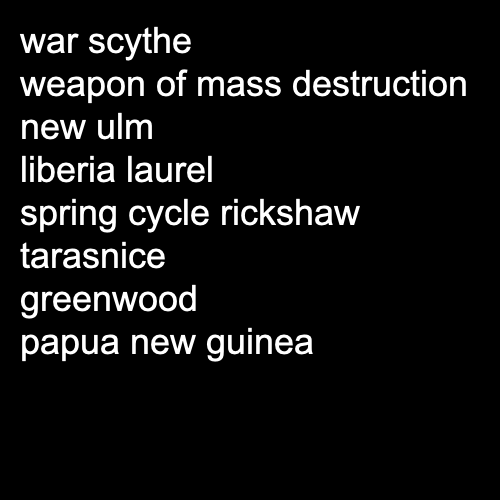 war scythe
weapon of mass destruction
new ulm
liberia laurel
spring cycle rickshaw
tarasnice
greenwood
papua new guinea